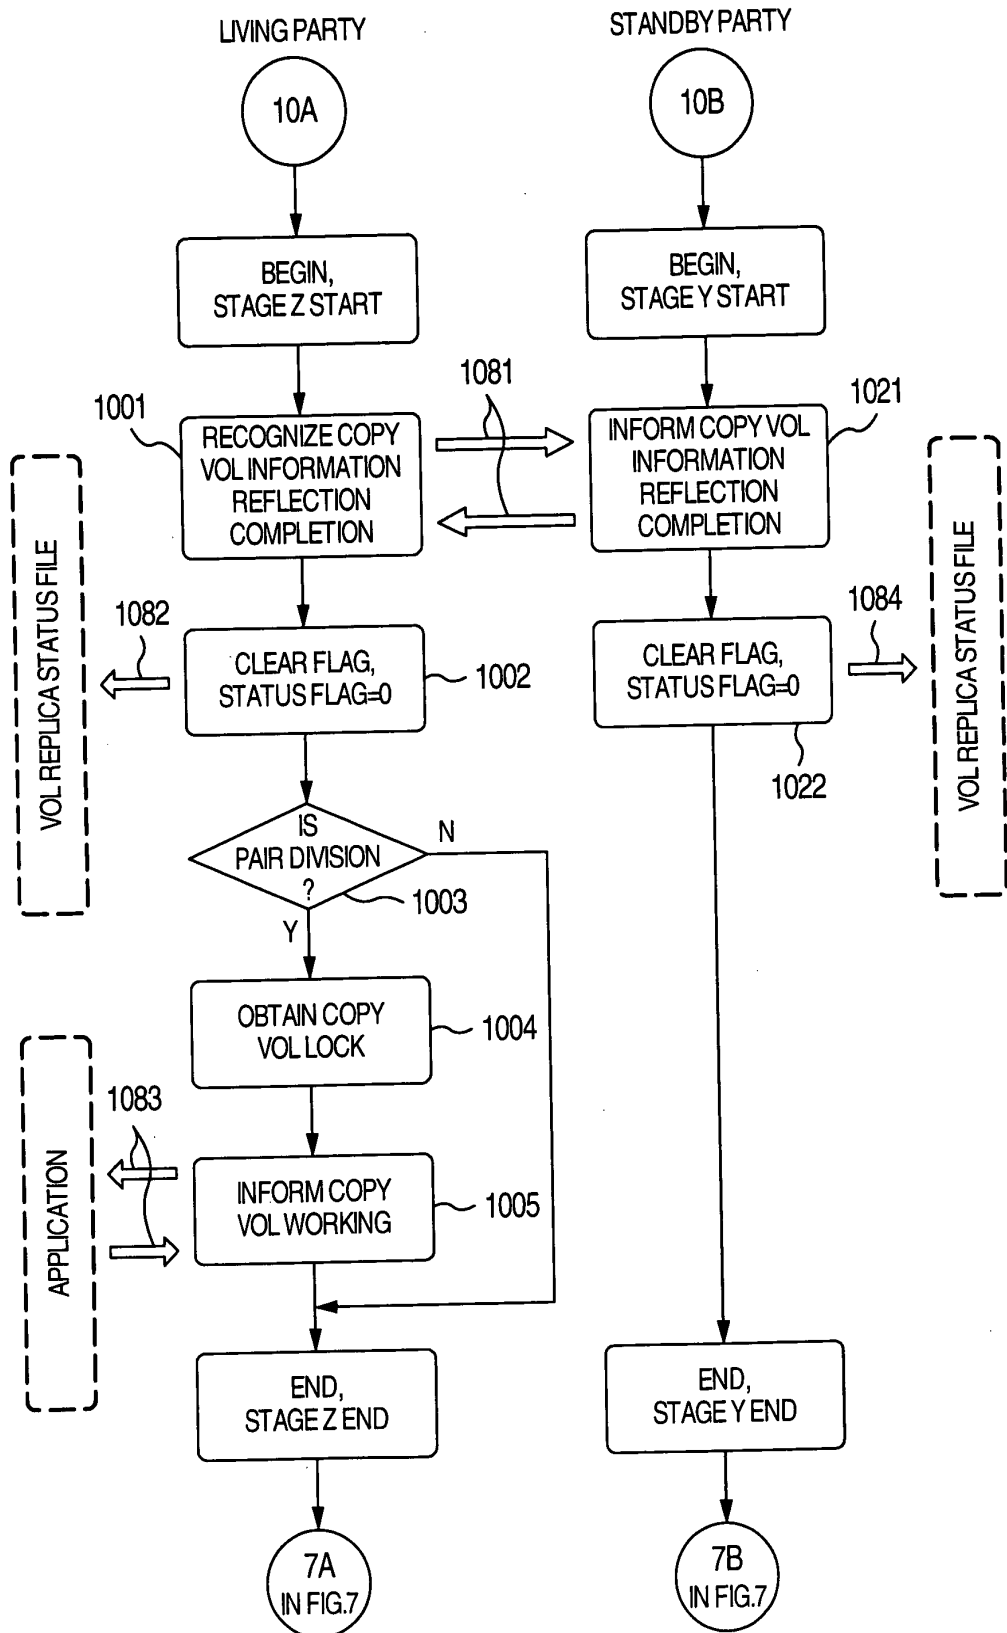 LIVING PARTY
STANDBY PARTY
10A
10B
BEGIN,
STAGE Z START
BEGIN,
STAGE Y START
1081
1001
1021
RECOGNIZE COPY
VOL INFORMATION
REFLECTION
COMPLETION
INFORM COPY VOL
INFORMATION
REFLECTION
COMPLETION
VOL REPLICA STATUS FILE
VOL REPLICA STATUS FILE
1082
1084
CLEAR FLAG,
STATUS FLAG=0
1002
CLEAR FLAG,
STATUS FLAG=0
1022
IS
PAIR DIVISION
?
N
1003
Y
OBTAIN COPY
VOL LOCK
1004
1083
APPLICATION
INFORM COPY
VOL WORKING
1005
END,
STAGE Z END
END,
STAGE Y END
7A
IN FIG.7
7B
IN FIG.7